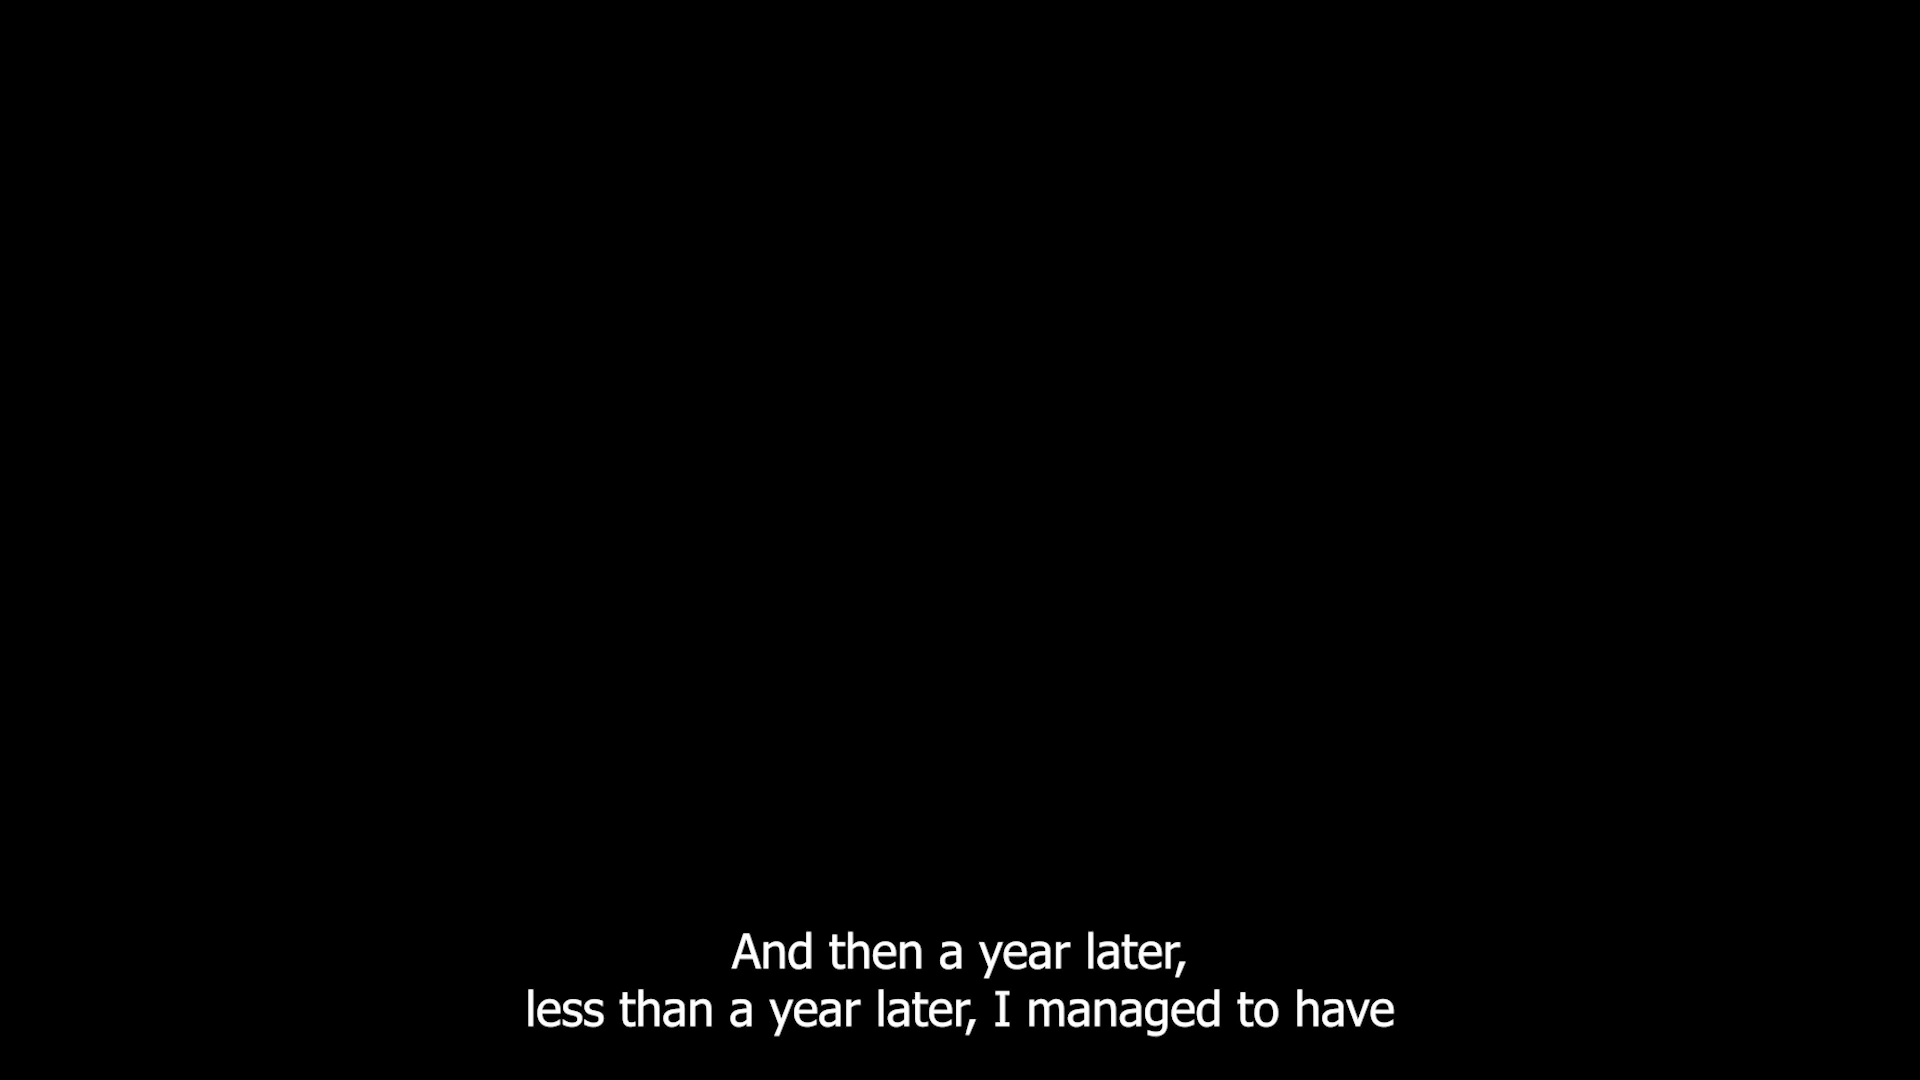 And then a year later,
less than a year later, I managed to have